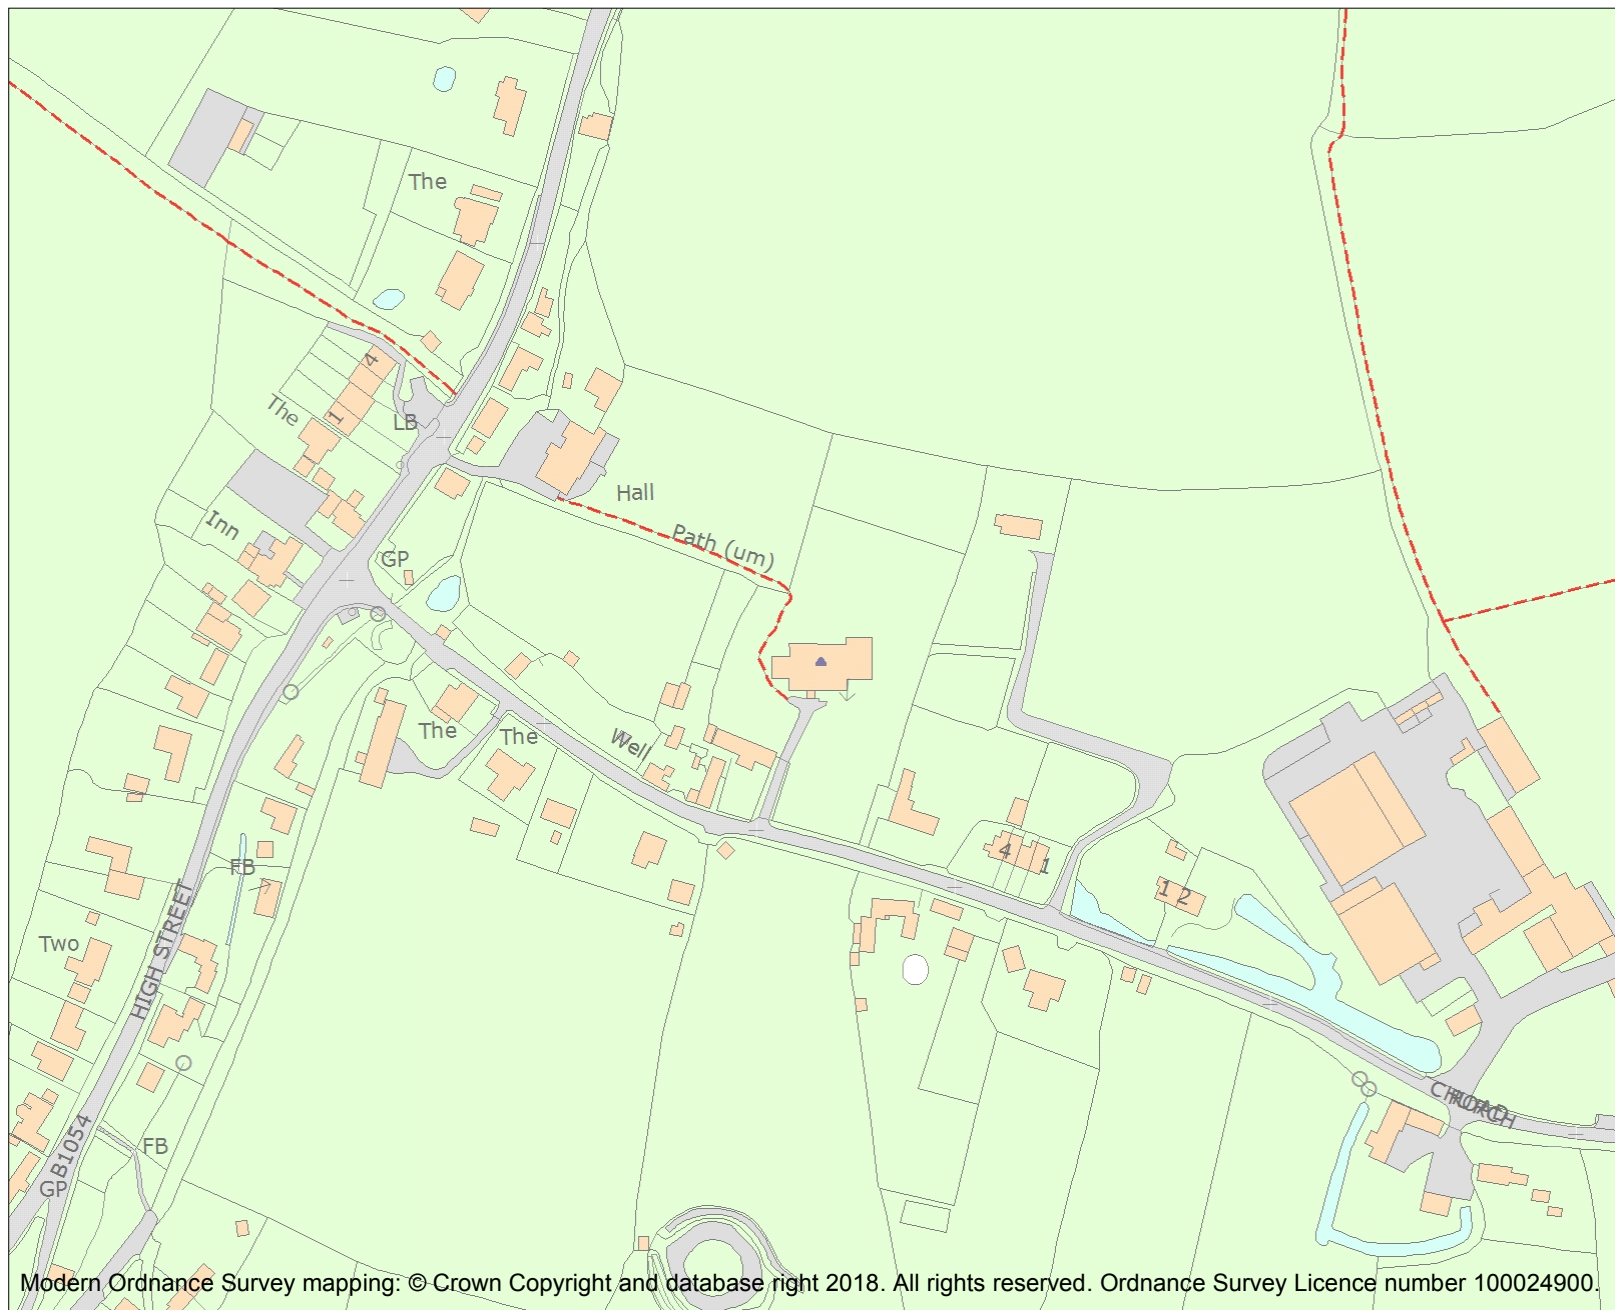 The
4
The
1
LB
Hall
Inn
Path (um)
GP
The
The
Well
4
1
1 2
FB
Two
HIGH STREET
CHURCH
ROAD
B1054
FB
GP
Modern Ordnance Survey mapping: © Crown Copyright and database right 2018. All rights reserved. Ordnance Survey Licence number 100024900.